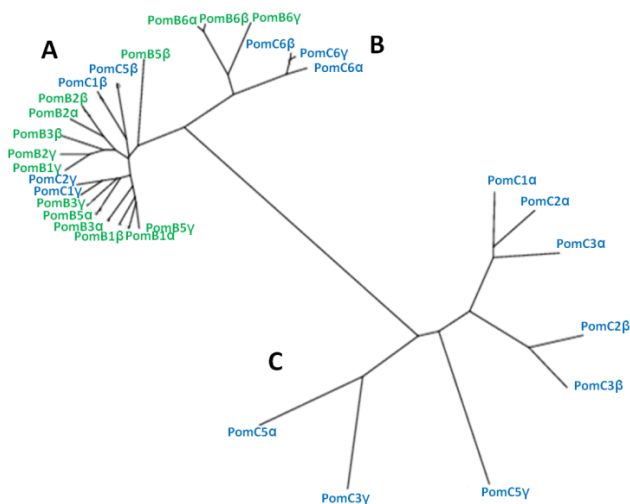 PomB6α PomB6β PomB6γ
A
B
PomB5β
PomC6β
PomC6γ
PomC6α
PomC5β
PomC1β
PomB2β
PomB2α
PomB3β
PomB2γ
PomB1γ
PomC2γ
PomC1γ
PomB3γ
PomB5α
PomB3α
PomB1β
PomB1α
PomB5γ
PomC1α
PomC2α
PomC3α
PomC2β
PomC3β
C
PomC5α
PomC3γ
PomC5γ